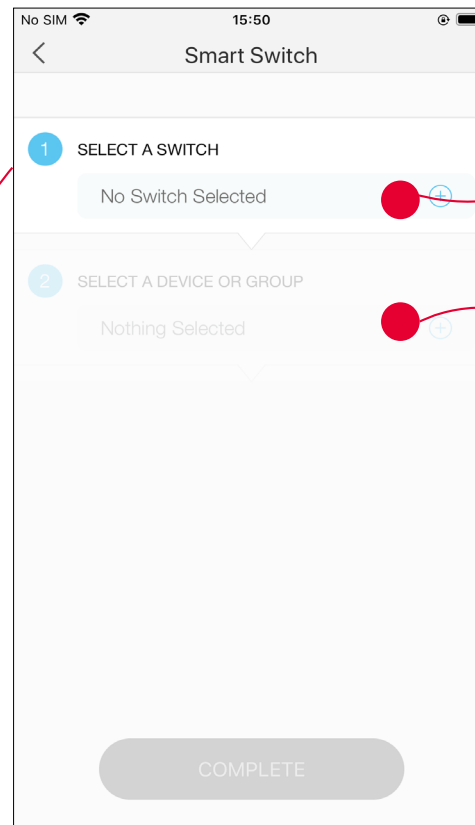 No SIM 15:50
Smart Switch
1 SELECT A SWITCH
No Switch Selected
2 SELECT A DEVICE OR GROUP
Nothing Selected
COMPLETE